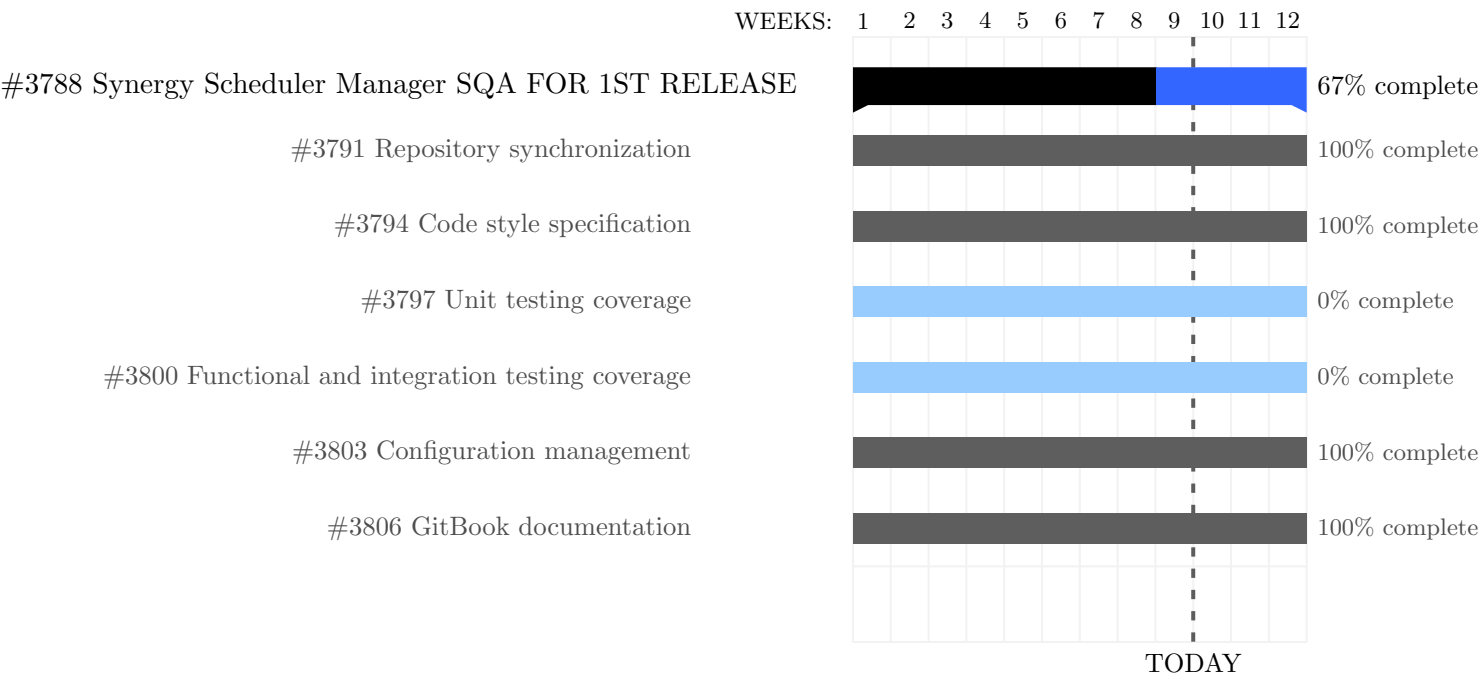 WEEKS: 1 2 3 4 5 6 7 8 9 10 11 12
#3788 Synergy Scheduler Manager SQA FOR 1ST RELEASE 67% complete
#3791 Repository synchronization 100% complete
#3794 Code style specification 100% complete
#3797 Unit testing coverage 0% complete
#3800 Functional and integration testing coverage 0% complete
#3803 Configuration management 100% complete
#3806 GitBook documentation 100% complete
TODAY